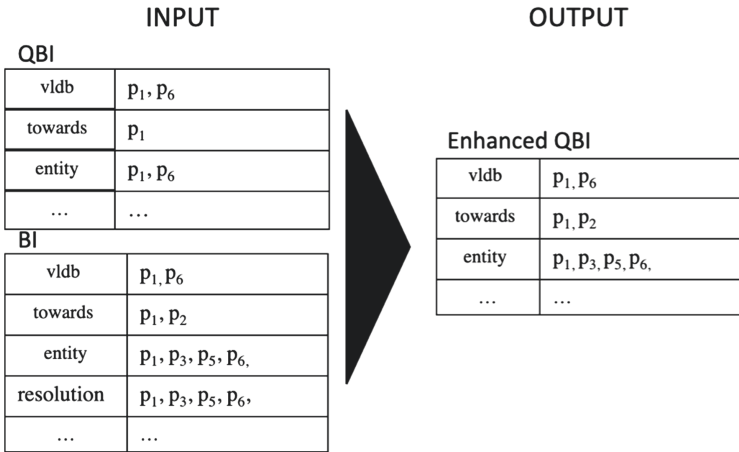 INPUT
QBI
vldb p₁, p₆
towards p₁
entity p₁, p₆
... ...
BI
vldb p₁, p₆
towards p₁, p₂
entity p₁, p₃, p₅, p₆,
resolution p₁, p₃, p₅, p₆,
... ...
OUTPUT
Enhanced QBI
vldb p₁, p₆
towards p₁, p₂
entity p₁, p₃, p₅, p₆,
... ...